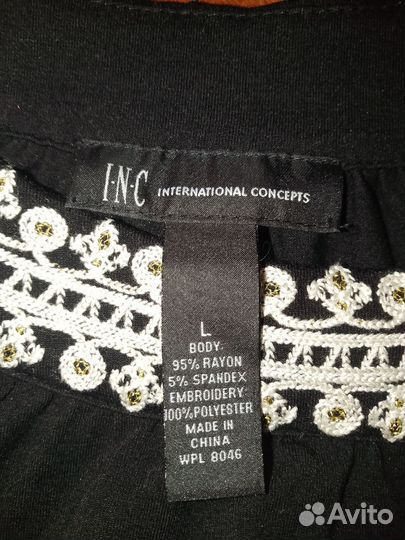 I·N·C INTERNATIONAL CONCEPTS
L
BODY:
95% RAYON
5% SPANDEX
EMBROIDERY
100%POLYESTER
MADE IN
CHINA
WPL 8046
Avito